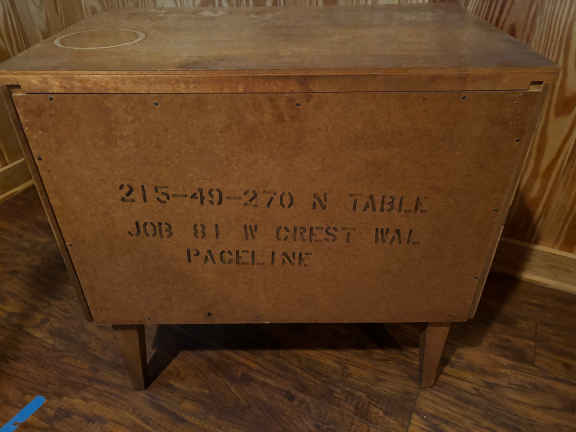 215-49-270 N TABLE
JOB 81 W CREST WAL
PACELINE